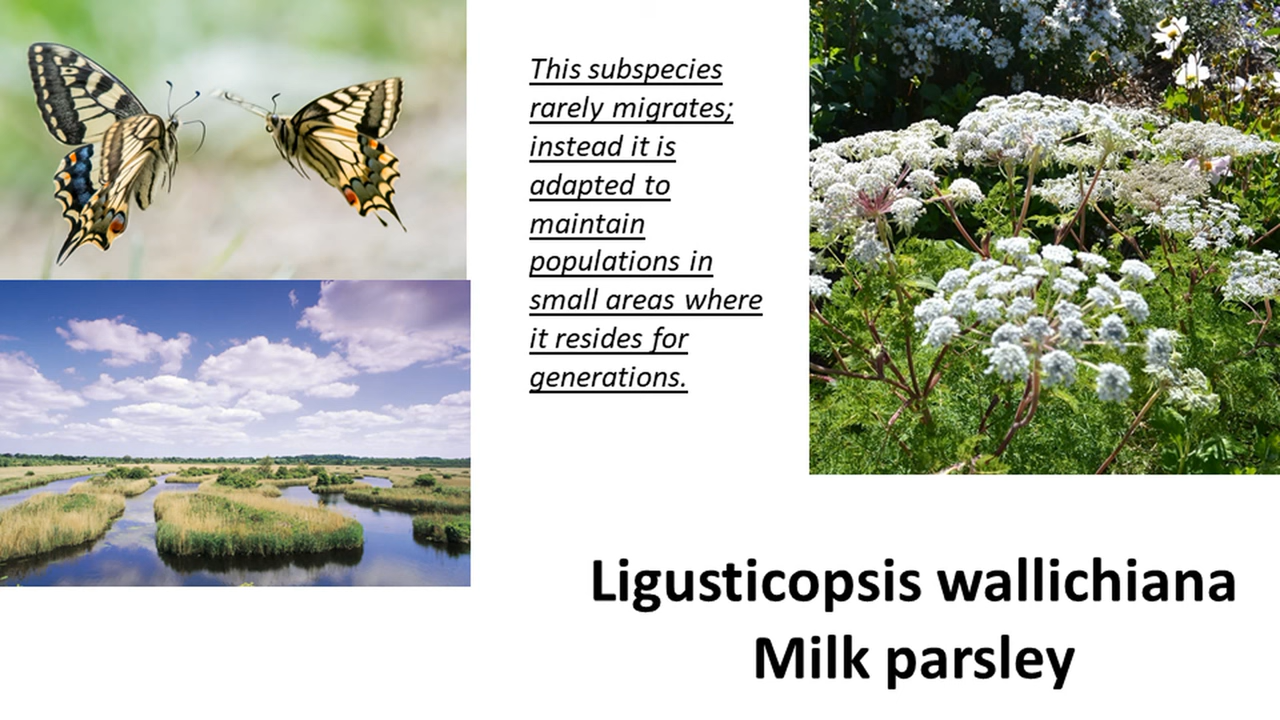 This subspecies
rarely migrates;
instead it is
adapted to
maintain
populations in
small areas where
it resides for
generations.
Ligusticopsis wallichiana
Milk parsley